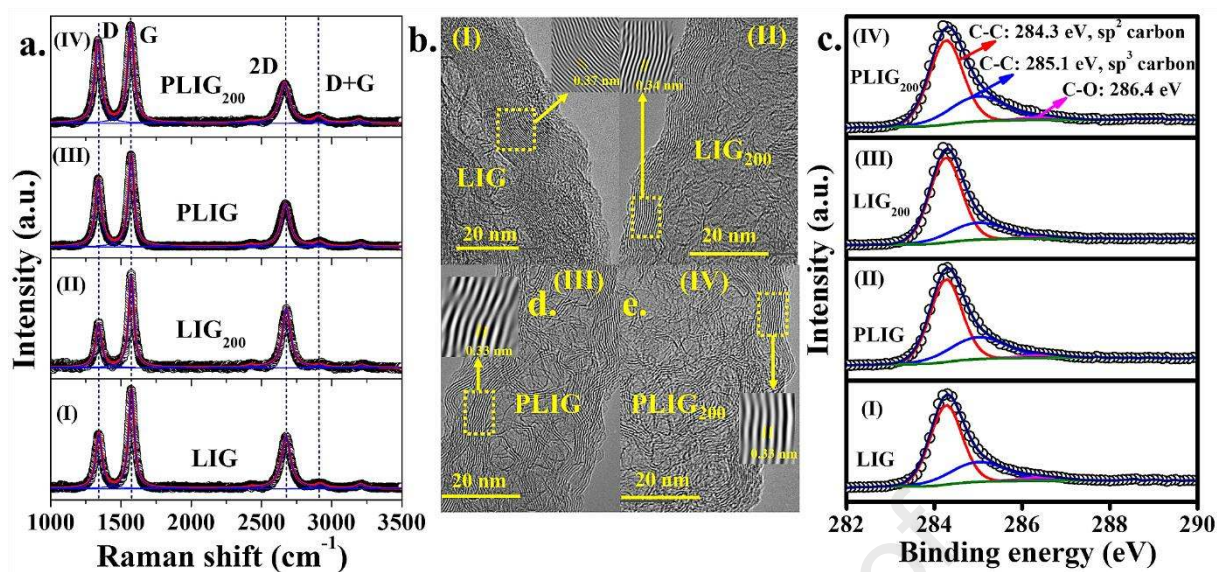 a.
Intensity (a.u.)
(IV)
D
G
2D
D+G
PLIG200
(III)
PLIG
(II)
LIG200
(I)
LIG
1000 1500 2000 2500 3000 3500
Raman shift (cm-1)
b.
(I)
0.37 nm
LIG
20 nm
(II)
0.34 nm
LIG200
20 nm
(III)
d.
0.33 nm
PLIG
20 nm
(IV)
e.
PLIG200
0.33 nm
20 nm
c.
Intensity (a.u.)
(IV)
C-C: 284.3 eV, sp2 carbon
C-C: 285.1 eV, sp3 carbon
C-O: 286.4 eV
PLIG200
(III)
LIG200
(II)
PLIG
(I)
LIG
282 284 286 288 290
Binding energy (eV)